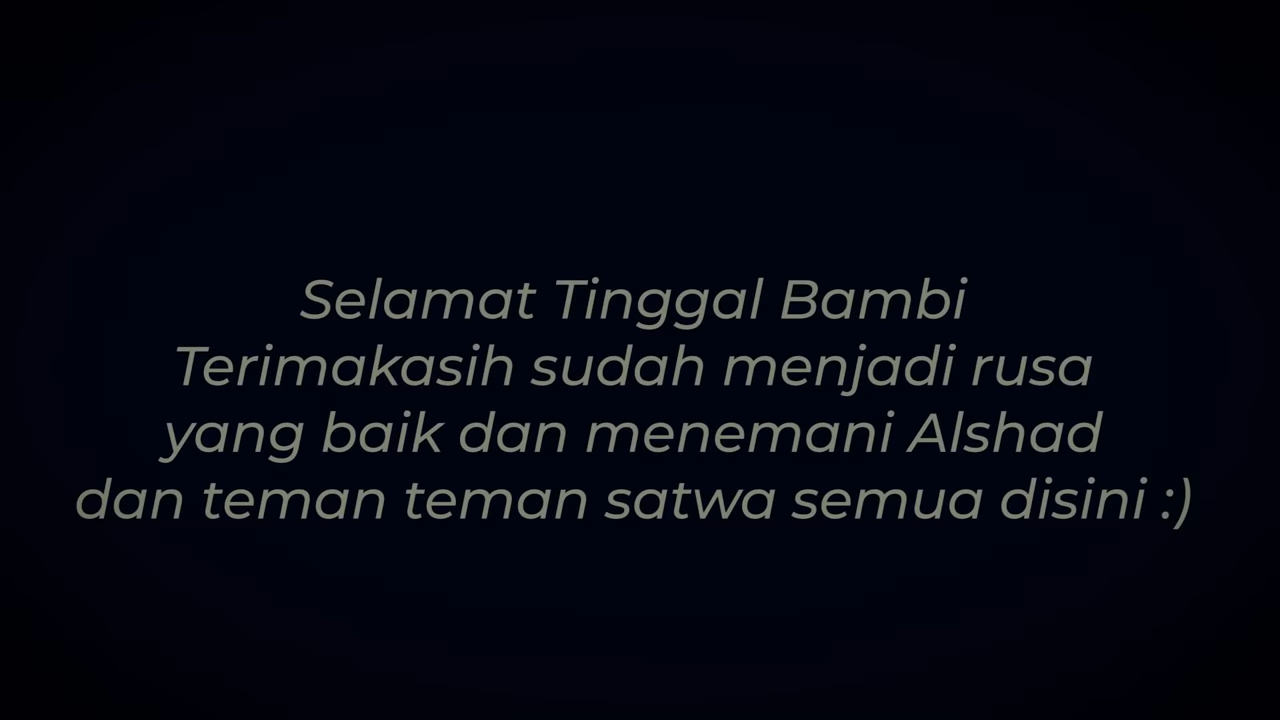 Selamat Tinggal Bambi
Terimakasih sudah menjadi rusa
yang baik dan menemani Alshad
dan teman teman satwa semua disini :)